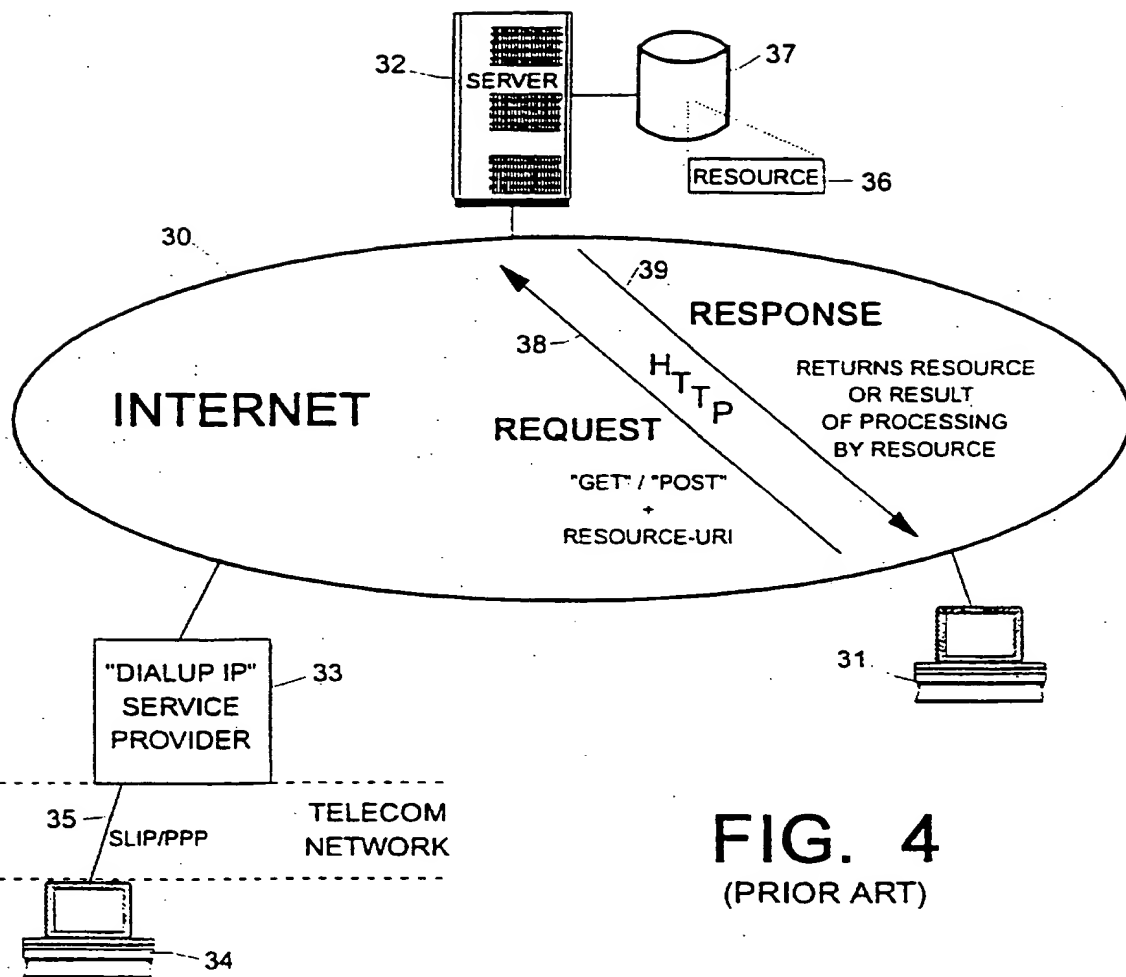 32
SERVER
37
RESOURCE
36
30
39
RESPONSE
38
HTTP
RETURNS RESOURCE
OR RESULT
OF PROCESSING
BY RESOURCE
INTERNET
REQUEST
"GET" / "POST"
+
RESOURCE-URI
31
"DIALUP IP"
SERVICE
PROVIDER
33
35
SLIP/PPP
TELECOM
NETWORK
34
FIG. 4
(PRIOR ART)